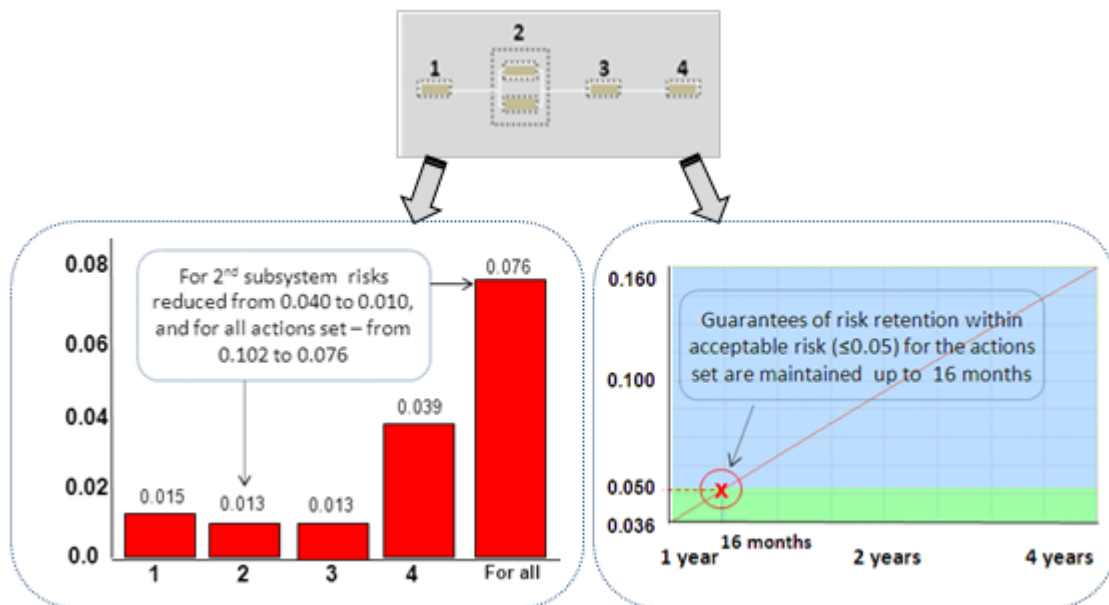 2
1
3
4
0.08
0.06
0.04
0.02
0.0
For 2nd subsystem risks
reduced from 0.040 to 0.010,
and for all actions set – from
0.102 to 0.076
0.015
0.013
0.013
0.039
0.076
1
2
3
4
For all
0.160
0.100
0.050
0.036
Guarantees of risk retention within
acceptable risk (≤0.05) for the actions
set are maintained up to 16 months
X
1 year
16 months
2 years
4 years